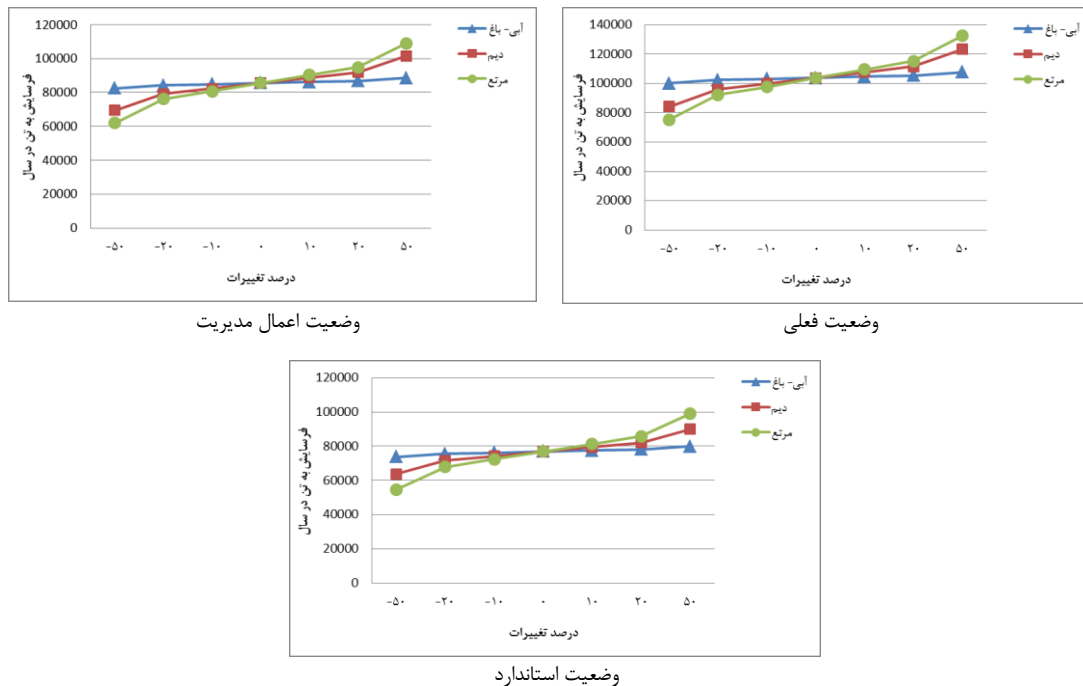 120000
100000
80000
60000
40000
20000
0
فرسایش به تن در سال
-۵۰ -۲۰ -۱۰ ۰ ۱۰ ۲۰ ۵۰
درصد تغییرات
آبی- باغ
دیم
مرتع
وضعیت اعمال مدیریت
140000
120000
100000
80000
60000
40000
20000
0
فرسایش به تن در سال
-۵۰ -۲۰ -۱۰ ۰ ۱۰ ۲۰ ۵۰
درصد تغییرات
آبی- باغ
دیم
مرتع
وضعیت فعلی
120000
100000
80000
60000
40000
20000
0
فرسایش به تن در سال
-۵۰ -۲۰ -۱۰ ۰ ۱۰ ۲۰ ۵۰
درصد تغییرات
آبی- باغ
دیم
مرتع
وضعیت استاندارد